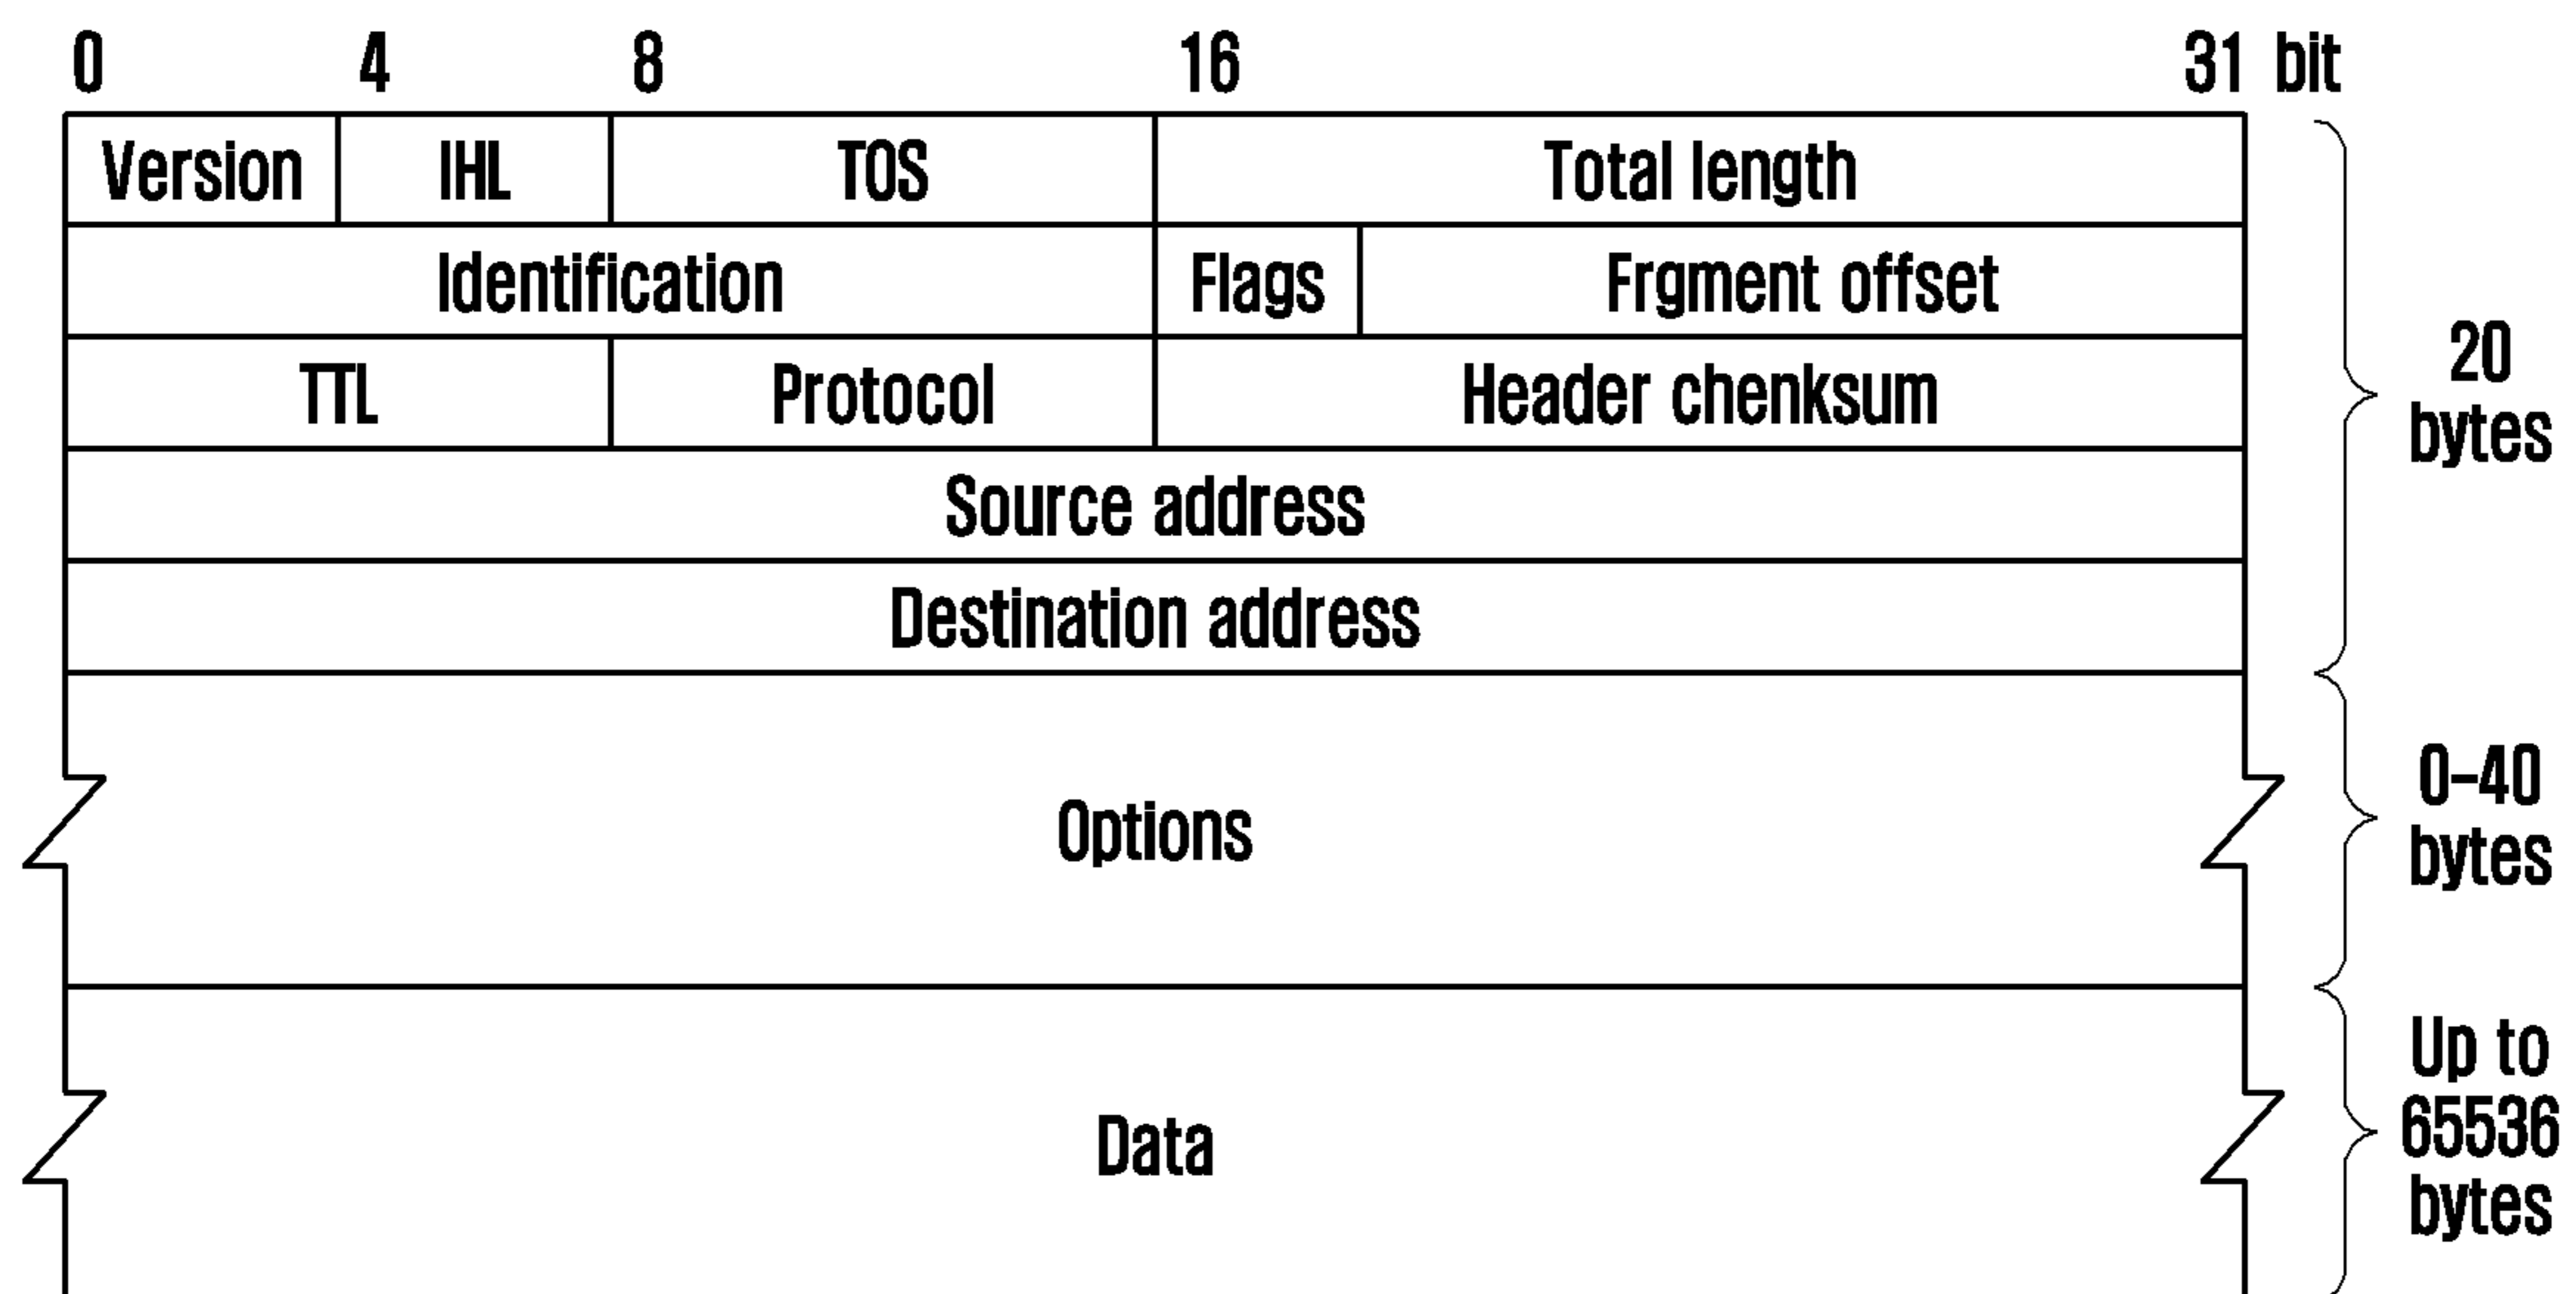 0 4 8 16 31 bit
Version IHL TOS Total length
Identification Flags Frgment offset
TTL Protocol Header chenksum
Source address
Destination address
20
bytes
Options
0–40
bytes
Data
Up to
65536
bytes